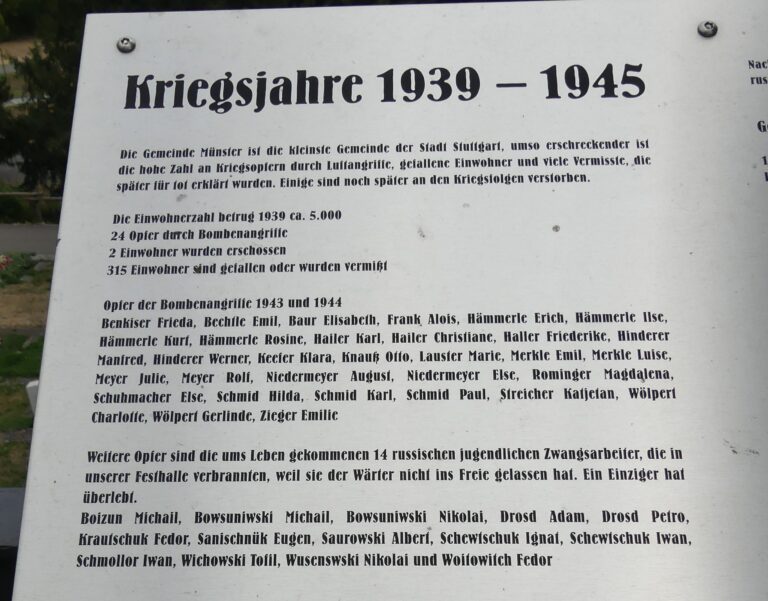 Kriegsjahre 1939 – 1945
Die Gemeinde Münster ist die kleinste Gemeinde der Stadt Stuttgart, umso erschreckender ist
die hohe Zahl an Kriegsopfern durch Luftangriffe, gefallene Einwohner und viele Vermisste, die
später für tot erklärt wurden. Einige sind noch später an den Kriegsfolgen verstorben.
Die Einwohnerzahl betrug 1939 ca. 5.000
24 Opfer durch Bombenangriffe
2 Einwohner wurden erschossen
315 Einwohner sind gefallen oder wurden vermißt
Opfer der Bombenangriffe 1943 und 1944
Benkiser Frieda, Bechtle Emil, Baur Elisabeth, Frank Alois, Hämmerle Erich, Hämmerle Ilse,
Hämmerle Kurt, Hämmerle Rosine, Hailer Karl, Hailer Christiane, Haller Friederike, Hinderer
Manfred, Hinderer Werner, Keefer Klara, Knauß Otto, Lauster Marie, Merkle Emil, Merkle Luise,
Meyer Julie, Meyer Rolf, Niedermeyer August, Niedermeyer Else, Rominger Magdalena,
Schuhmacher Else, Schmid Hilda, Schmid Karl, Schmid Paul, Streicher Katjetan, Wölpert
Charlotte, Wölpert Gerlinde, Zieger Emilie
Weitere Opfer sind die ums Leben gekommenen 14 russischen jugendlichen Zwangsarbeiter, die in
unserer Festhalle verbrannten, weil sie der Wärter nicht ins Freie gelassen hat. Ein Einziger hat
überlebt.
Boizun Michail, Bowsuniwski Michail, Bowsuniwski Nikolai, Drosd Adam, Drosd Petro,
Krautschuk Fedor, Sanischnük Eugen, Saurowski Albert, Schewtschuk Ignat, Schewtschuk Iwan,
Schmollor Iwan, Wichowski Tofil, Wusenswski Nikolai und Woitowitch Fedor